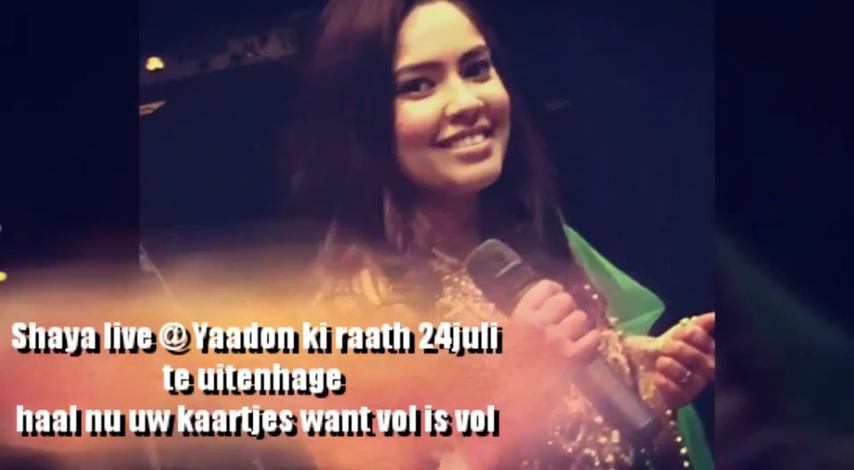 Shaya live @ Yaadon ki raath 24juli
te uitenhage
haal nu uw kaartjes want vol is vol